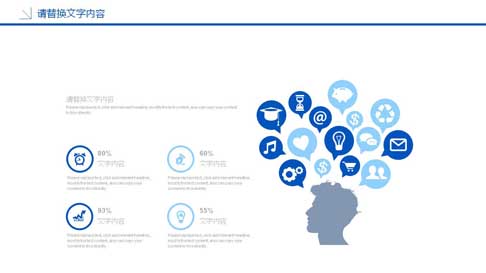 请替换文字内容
请替换文字内容
Please replace text, click add relevant headline, modify the text content, also can copy your content
to this directly.
80%
文字内容
Please replace text, click add relevant headline,
modify the text content, also can copy your
content to this directly.
60%
文字内容
Please replace text, click add relevant headline,
modify the text content, also can copy your
content to this directly.
83%
文字内容
Please replace text, click add relevant headline,
modify the text content, also can copy your
content to this directly.
55%
文字内容
Please replace text, click add relevant headline,
modify the text content, also can copy your
content to this directly.